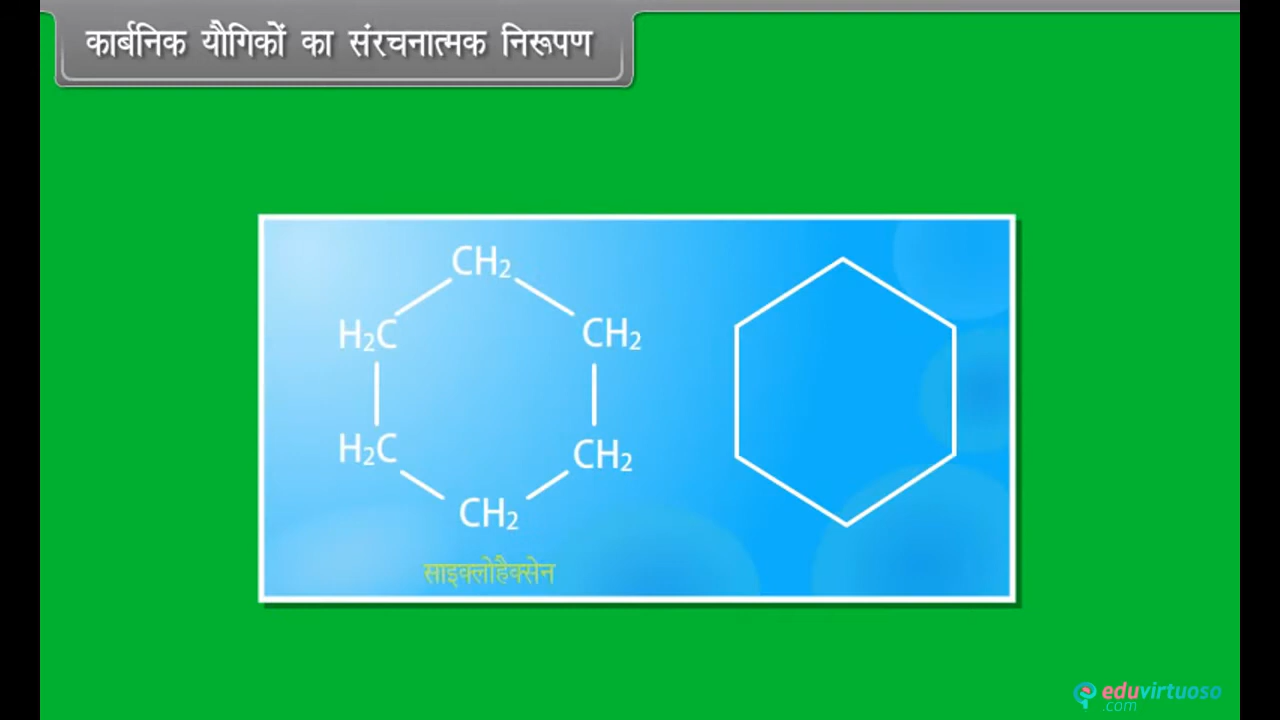 कार्बनिक यौगिकों का संरचनात्मक निरूपण
CH₂
H₂C CH₂
H₂C CH₂
CH₂
साइक्लोहैक्सेन
eduvirtuoso
.com